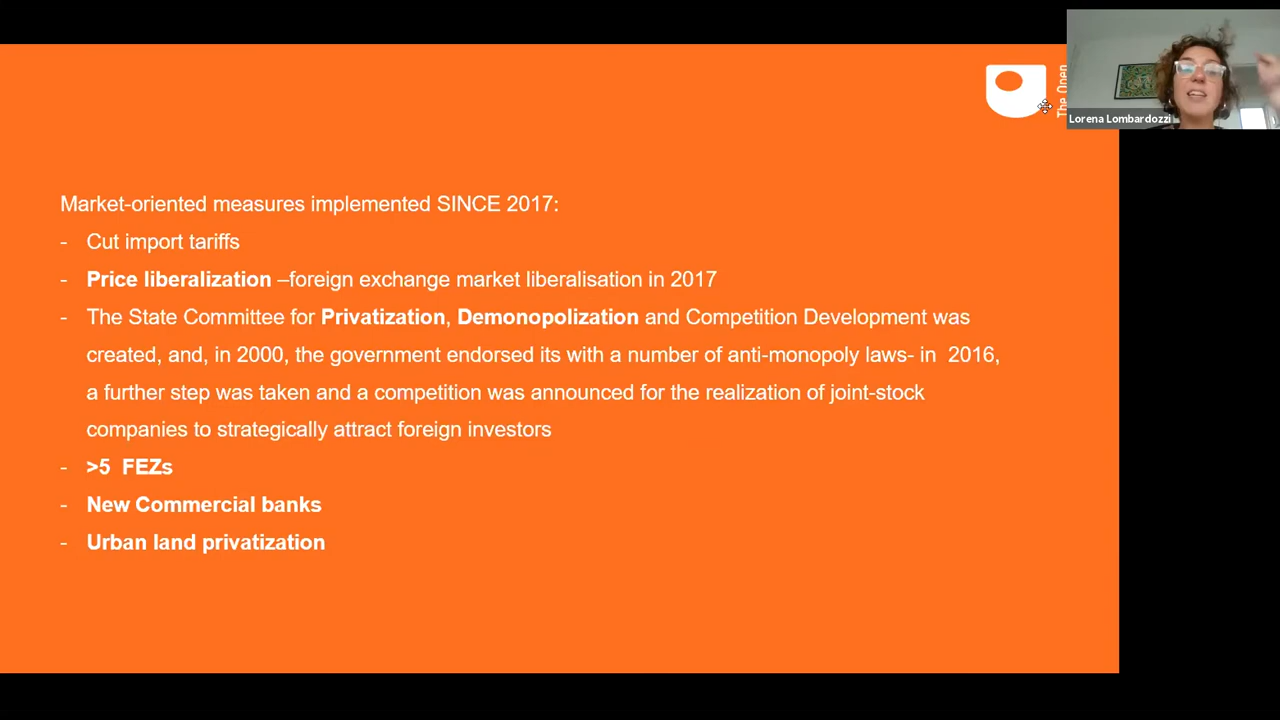 The Open
Lorena Lombardozzi
Market-oriented measures implemented SINCE 2017:
- Cut import tariffs
- Price liberalization –foreign exchange market liberalisation in 2017
- The State Committee for Privatization, Demonopolization and Competition Development was
created, and, in 2000, the government endorsed its with a number of anti-monopoly laws- in 2016,
a further step was taken and a competition was announced for the realization of joint-stock
companies to strategically attract foreign investors
- >5 FEZs
- New Commercial banks
- Urban land privatization